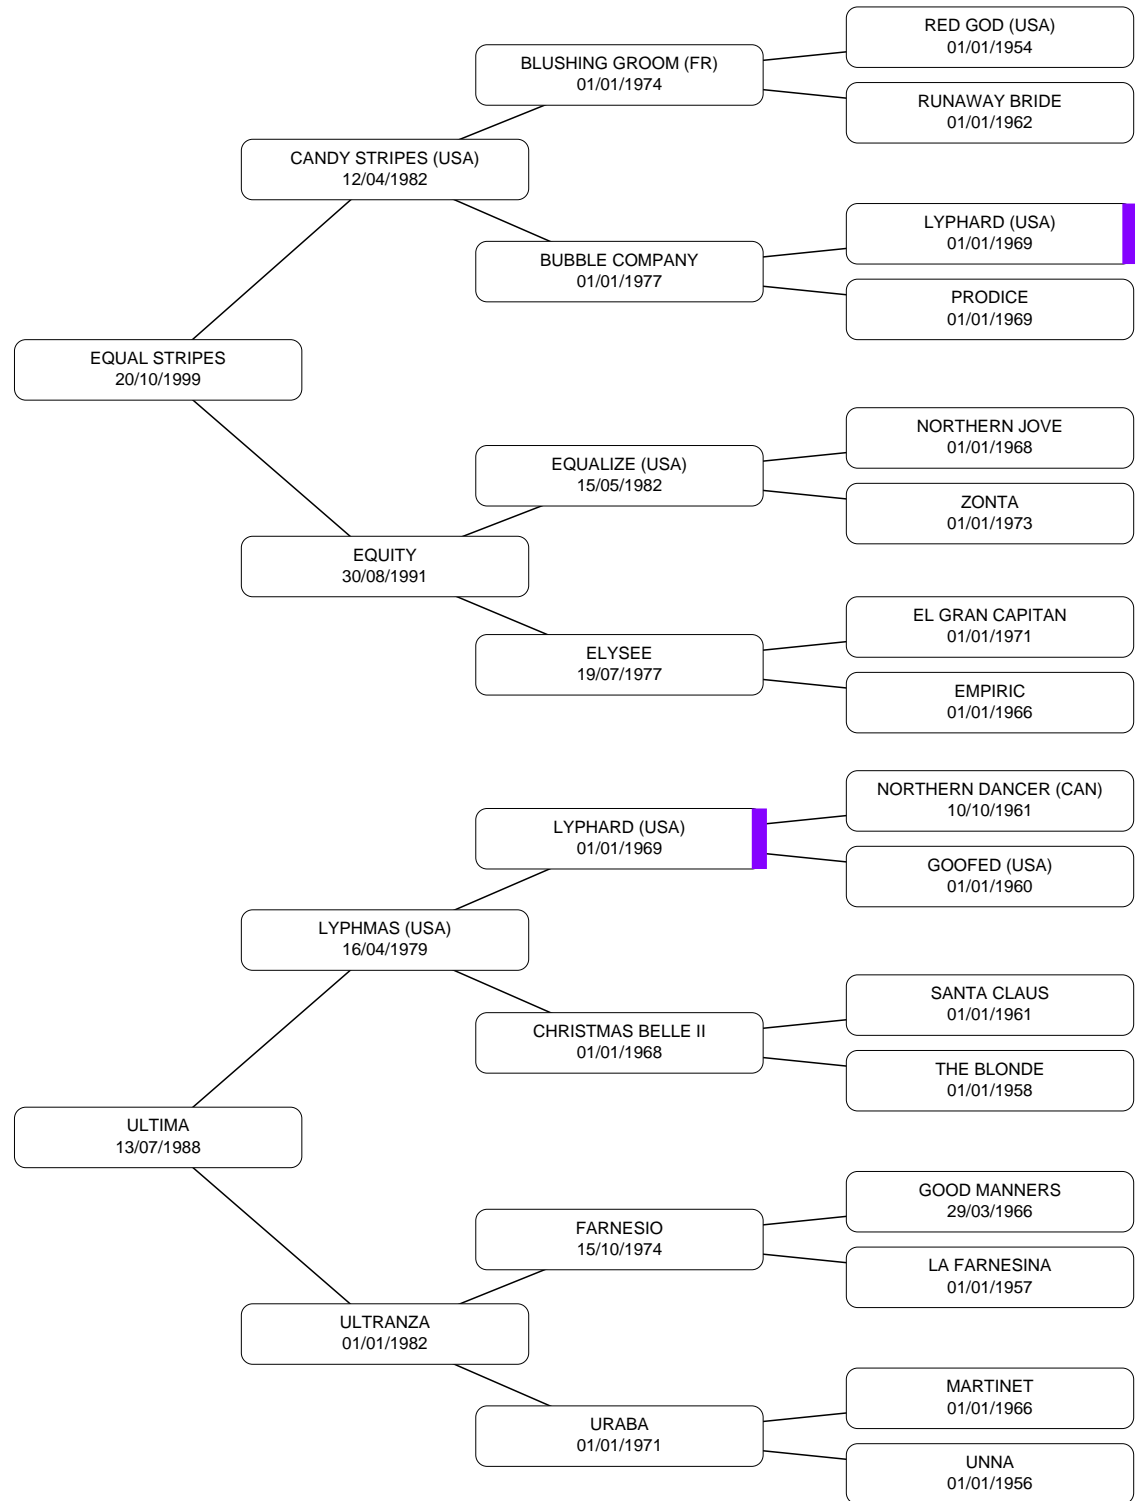 RED GOD (USA)
01/01/1954
BLUSHING GROOM (FR)
01/01/1974
RUNAWAY BRIDE
01/01/1962
CANDY STRIPES (USA)
12/04/1982
LYPHARD (USA)
01/01/1969
BUBBLE COMPANY
01/01/1977
PRODICE
01/01/1969
EQUAL STRIPES
20/10/1999
NORTHERN JOVE
01/01/1968
EQUALIZE (USA)
15/05/1982
ZONTA
01/01/1973
EQUITY
30/08/1991
EL GRAN CAPITAN
01/01/1971
ELYSEE
19/07/1977
EMPIRIC
01/01/1966
NORTHERN DANCER (CAN)
10/10/1961
LYPHARD (USA)
01/01/1969
GOOFED (USA)
01/01/1960
LYPHMAS (USA)
16/04/1979
SANTA CLAUS
01/01/1961
CHRISTMAS BELLE II
01/01/1968
THE BLONDE
01/01/1958
ULTIMA
13/07/1988
GOOD MANNERS
29/03/1966
FARNESIO
15/10/1974
LA FARNESINA
01/01/1957
ULTRANZA
01/01/1982
MARTINET
01/01/1966
URABA
01/01/1971
UNNA
01/01/1956